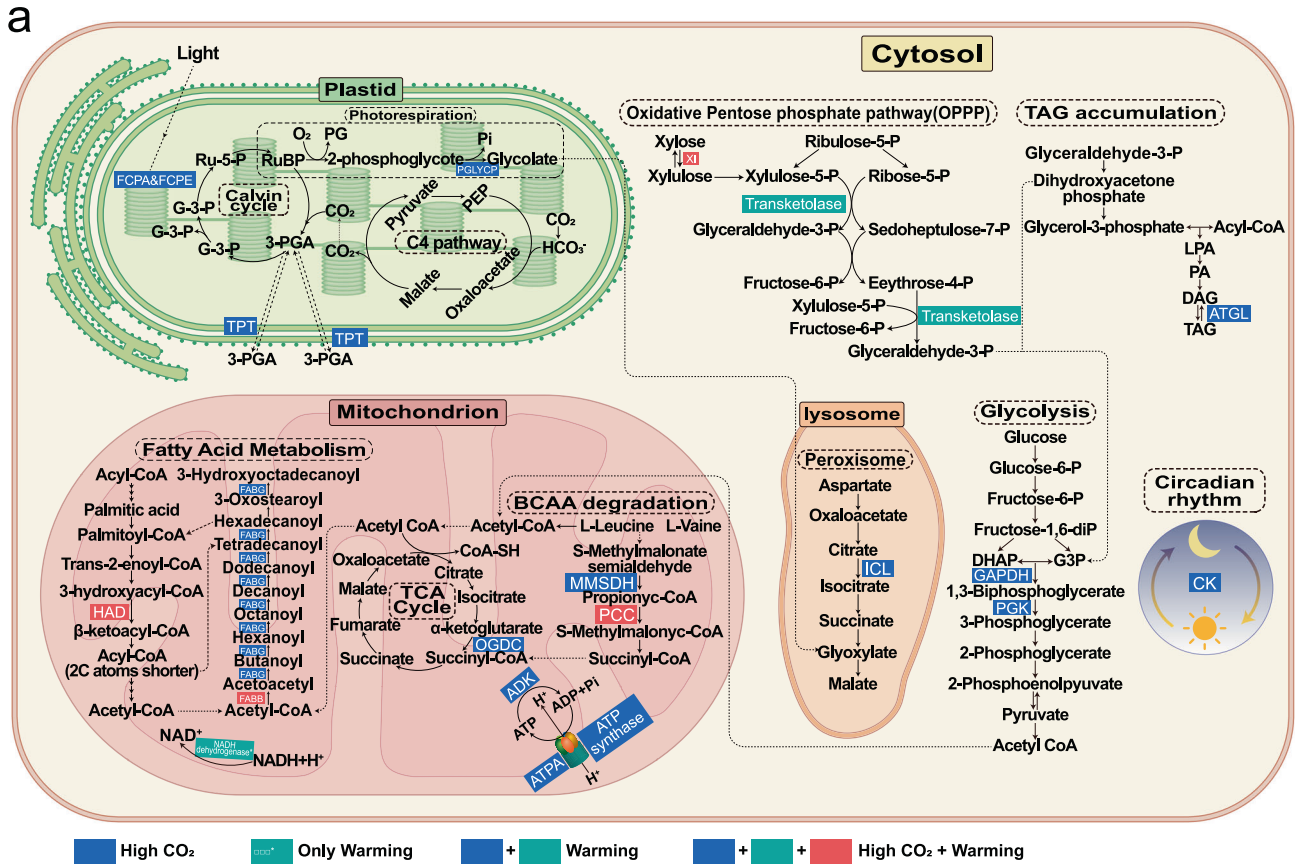 a
Light
Cytosol
Plastid
Photorespiration
O₂
PG
Pi
Ru-5-P
RuBP
2-phosphoglycote
Glycolate
PGLYCP
FCPA&FCPE
Calvin
cycle
G-3-P
G-3-P
G-3-P
3-PGA
CO₂
CO₂
Pyruvate
PEP
C4 pathway
CO₂
HCO₃⁻
Malate
Oxaloacetate
TPT
TPT
3-PGA
3-PGA
Oxidative Pentose phosphate pathway(OPPP)
Xylose
XI
Xylulose
Ribulose-5-P
Xylulose-5-P
Ribose-5-P
Transketolase
Glyceraldehyde-3-P
Sedoheptulose-7-P
Fructose-6-P
Eeythrose-4-P
Xylulose-5-P
Transketolase
Fructose-6-P
Glyceraldehyde-3-P
TAG accumulation
Glyceraldehyde-3-P
Dihydroxyacetone
phosphate
Glycerol-3-phosphate
Acyl-CoA
LPA
PA
DAG
ATGL
TAG
Mitochondrion
Fatty Acid Metabolism
Acyl-CoA
Palmitic acid
Palmitoyl-CoA
Trans-2-enoyl-CoA
3-hydroxyacyl-CoA
HAD
β-ketoacyl-CoA
Acyl-CoA
(2C atoms shorter)
Acetyl-CoA
3-Hydroxyoctadecanoyl
FABG
3-Oxostearoyl
FABG
Hexadecanoyl
FABG
Tetradecanoyl
FABG
Dodecanoyl
FABG
Decanoyl
FABG
Octanoyl
FABG
Hexanoyl
FABG
Butanoyl
FABG
Acetoacetyl
FABB
Acetyl-CoA
NAD⁺
NADH
dehydrogenase*
NADH+H⁺
BCAA degradation
Acetyl CoA
Acetyl-CoA
L-Leucine
L-Vaine
Oxaloacetate
CoA-SH
Citrate
Malate
TCA
Cycle
Isocitrate
Fumarate
α-ketoglutarate
OGDC
Succinate
Succinyl-CoA
S-Methylmalonate
semialdehyde
MMSDH
Propionyc-CoA
PCC
S-Methylmalonyc-CoA
Succinyl-CoA
ADK
H⁺
ADP+Pi
ATP
ATP
synthase
ATPA
H⁺
lysosome
Peroxisome
Aspartate
Oxaloacetate
Citrate
ICL
Isocitrate
Succinate
Glyoxylate
Malate
Glycolysis
Glucose
Glucose-6-P
Fructose-6-P
Fructose-1,6-diP
DHAP
G3P
GAPDH
1,3-Biphosphoglycerate
PGK
3-Phosphoglycerate
2-Phosphoglycerate
2-Phosphoenolpyuvate
Pyruvate
Acetyl CoA
Circadian
rhythm
CK
High CO₂
□□□*
Only Warming
+
Warming
+
+
High CO₂ + Warming